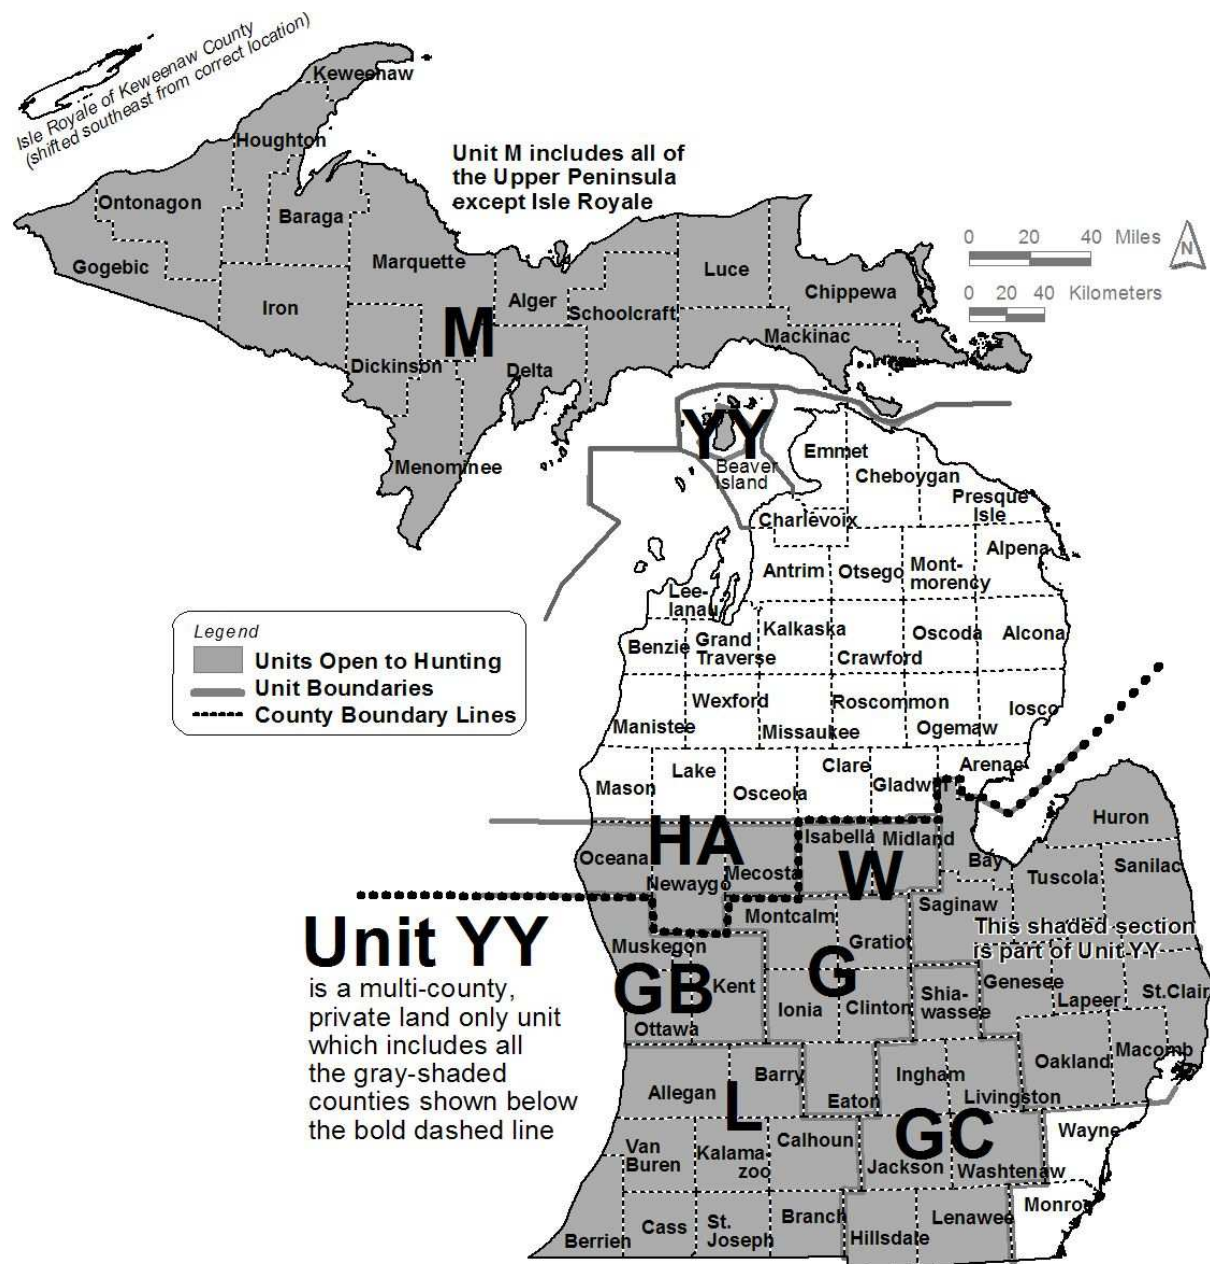 Isle Royale of Keweenaw County
(shifted southeast from correct location)
Keweenaw
Houghton
Ontonagon
Baraga
Gogebic
Marquette
Iron
Alger
Schoolcraft
Luce
Chippewa
Mackinac
M
Dickinson
Delta
Menominee
Unit M includes all of
the Upper Peninsula
except Isle Royale
0 20 40 Miles
N
0 20 40 Kilometers
YY
Beaver
Island
Emmet
Cheboygan
Presque
Isle
Charlevoix
Alpena
Antrim
Otsego
Mont-
morency
Lee-
lanau
Benzie
Grand
Traverse
Kalkaska
Crawford
Oscoda
Alcona
Manistee
Wexford
Missaukee
Roscommon
Ogemaw
Iosco
Legend
Units Open to Hunting
Unit Boundaries
County Boundary Lines
Mason
Lake
Osceola
Clare
Gladwin
Arenac
Huron
HA
Oceana
Newaygo
Mecosta
Isabella
Midland
W
Bay
Tuscola
Sanilac
Saginaw
This shaded section
is part of Unit YY
Unit YY
is a multi-county,
private land only unit
which includes all
the gray-shaded
counties shown below
the bold dashed line
Muskegon
Montcalm
Gratiot
GB
Kent
G
Ottawa
Ionia
Clinton
Shia-
wassee
Genesee
Lapeer
St.Clair
Allegan
Barry
Eaton
Ingham
Livingston
Oakland
Macomb
L
GC
Van
Buren
Kalama-
zoo
Calhoun
Jackson
Washtenaw
Wayne
Berrien
Cass
St.
Joseph
Branch
Hillsdale
Lenawee
Monroe